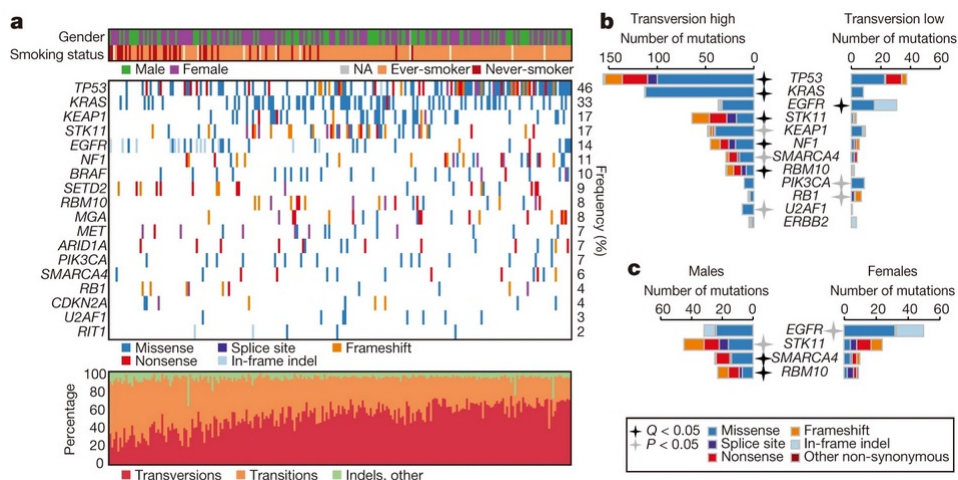 a
Gender
Smoking status
Male Female NA Ever-smoker Never-smoker
TP53 46
KRAS 33
KEAP1 17
STK11 17
EGFR 14
NF1 11
BRAF 10
SETD2 9
RBM10 8
MGA 8
MET 7
ARID1A 7
PIK3CA 7
SMARCA4 6
RB1 4
CDKN2A 4
U2AF1 3
RIT1 2
Frequency (%)
Missense Splice site Frameshift
Nonsense In-frame indel
Percentage
100
80
60
40
20
0
Transversions Transitions Indels, other
b
Transversion high Transversion low
Number of mutations Number of mutations
150 100 50 0 0 20 40 60
TP53
KRAS
EGFR
STK11
KEAP1
NF1
SMARCA4
RBM10
PIK3CA
RB1
U2AF1
ERBB2
c
Males Females
Number of mutations Number of mutations
60 40 20 0 0 20 40 60
EGFR
STK11
SMARCA4
RBM10
Q < 0.05 Missense Frameshift
P < 0.05 Splice site In-frame indel
Nonsense Other non-synonymous